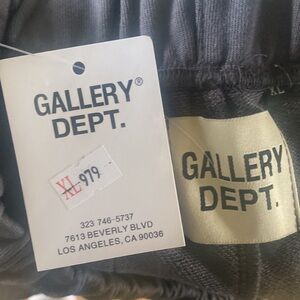 GALLERY®
DEPT.
XL 979
323 746-5737
7613 BEVERLY BLVD
LOS ANGELES, CA 90036
XL
GALLERY
DEPT.